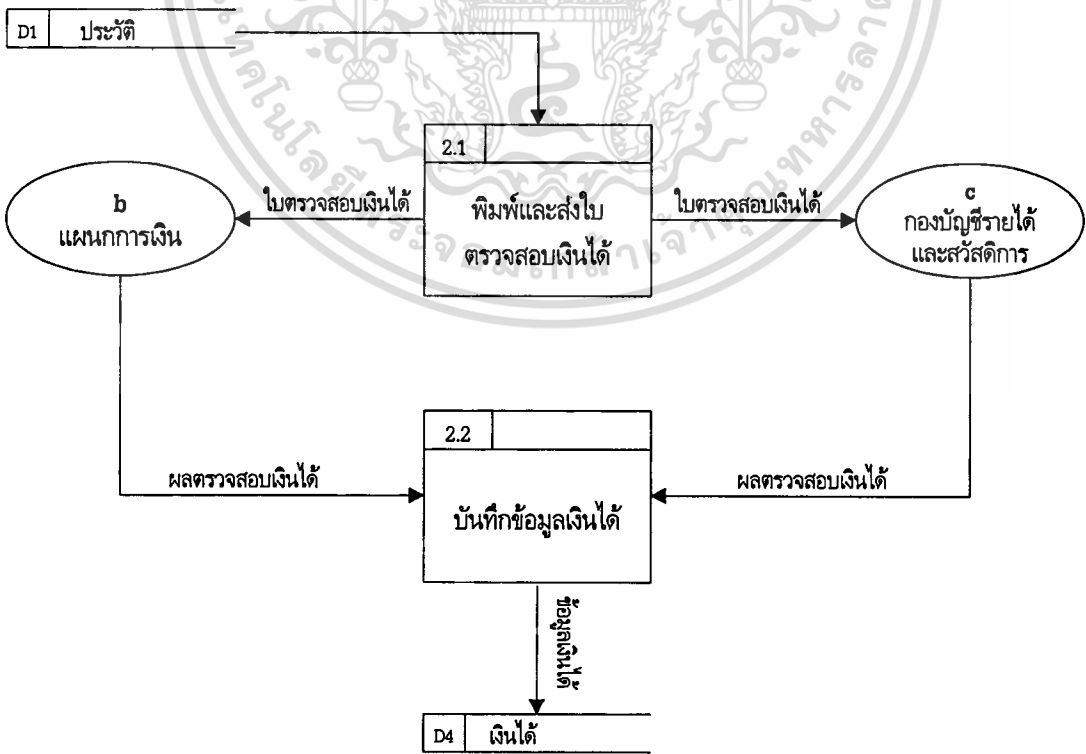 D1 ประวัติ
2.1
พิมพ์และส่งใบ
ตรวจสอบเงินได้
ใบตรวจสอบเงินได้
ใบตรวจสอบเงินได้
b
แผนกการเงิน
c
กองบัญชีรายได้
และสวัสดิการ
2.2
บันทึกข้อมูลเงินได้
ผลตรวจสอบเงินได้
ผลตรวจสอบเงินได้
ข้อมูลเงินได้
D4 เงินได้